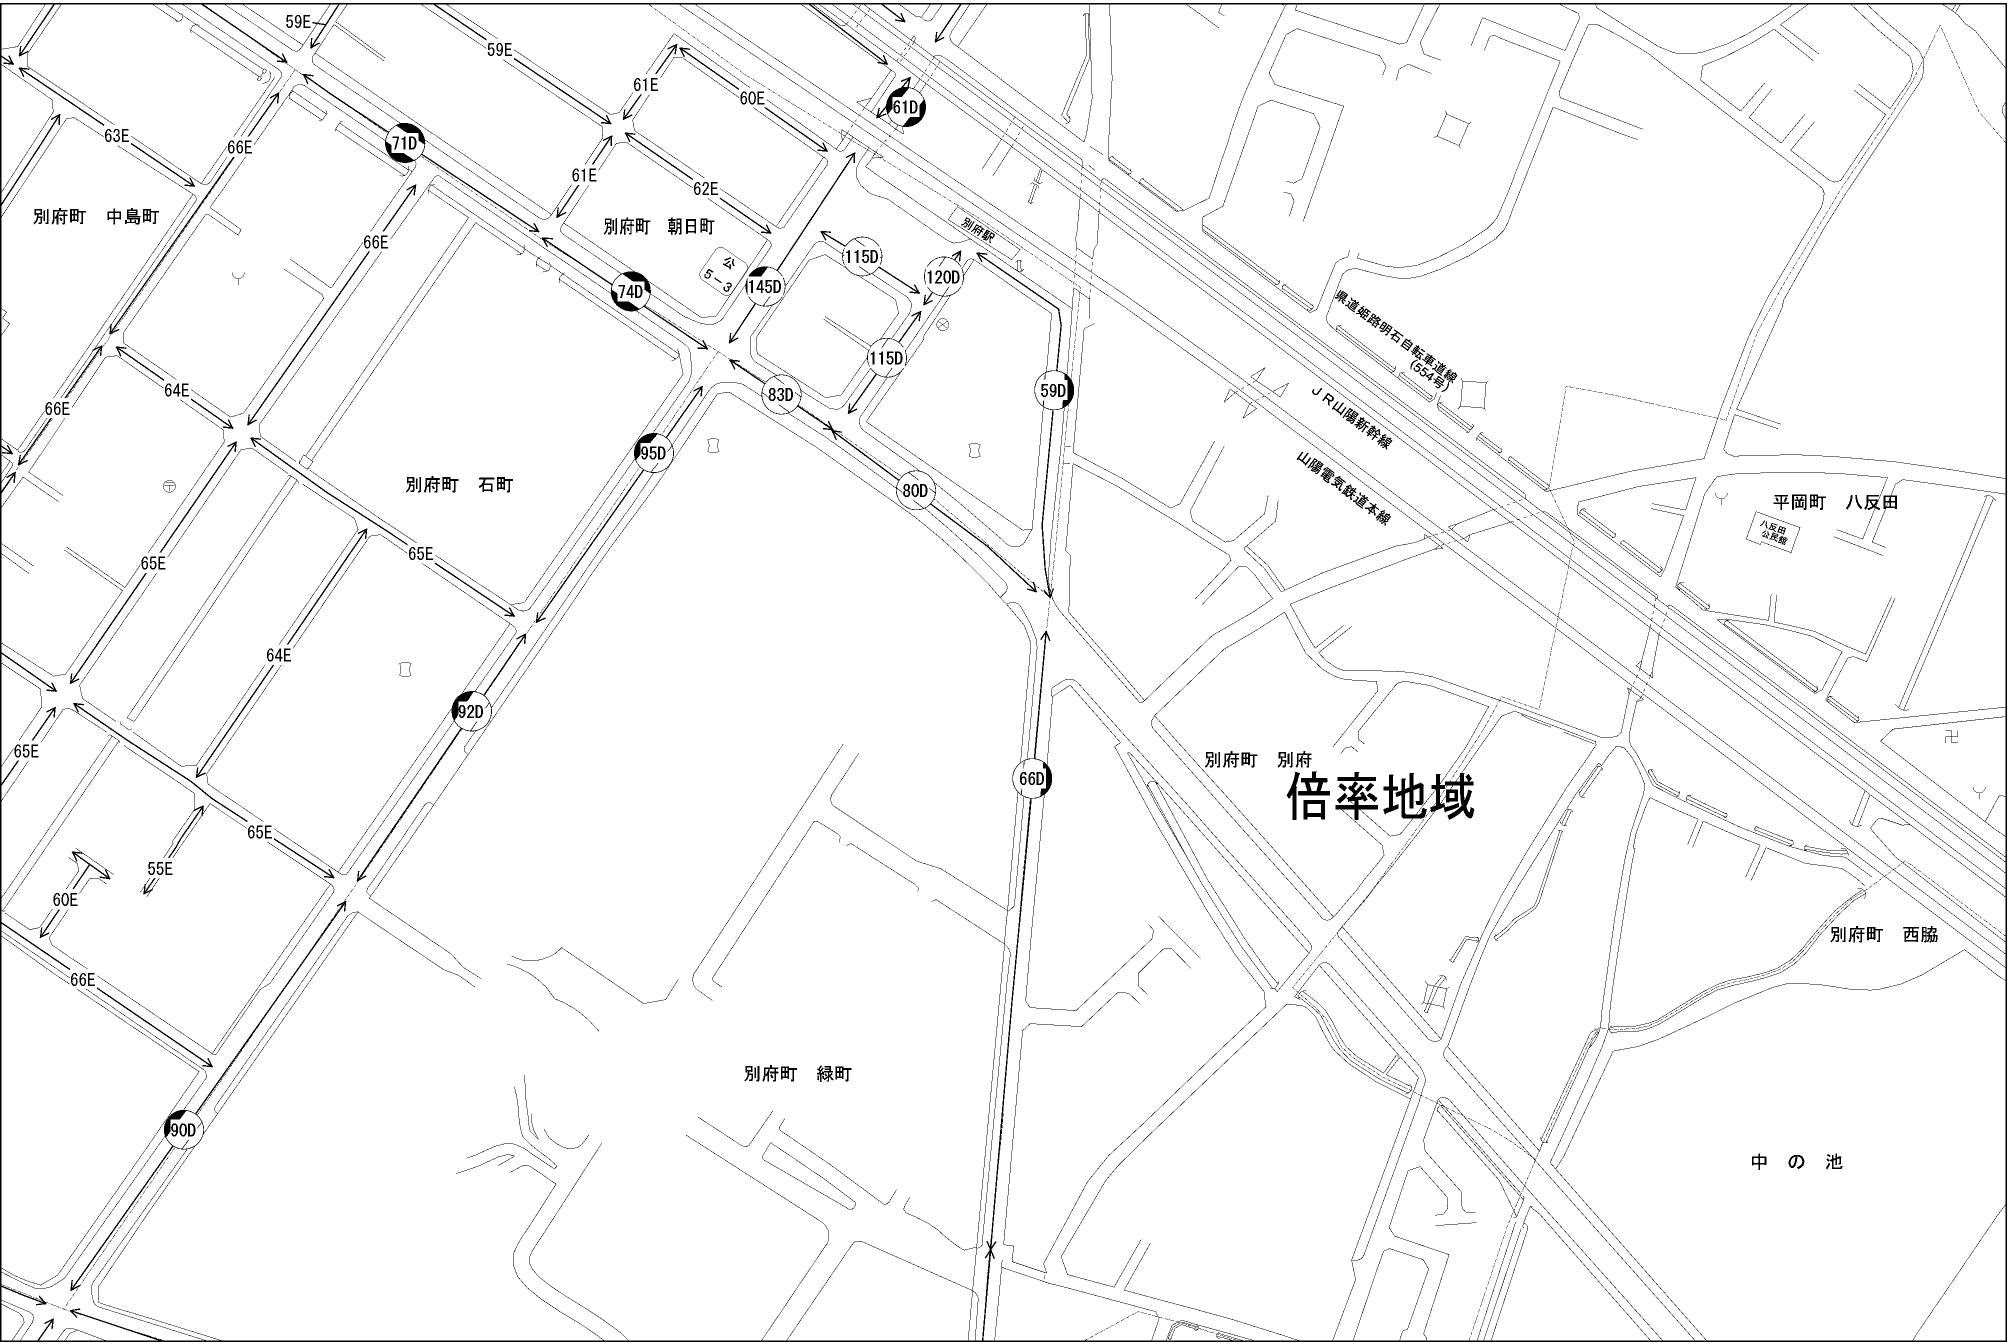 59E
59E
61E
60E
61D
63E
66E
71D
61E
62E
別府町　中島町
別府町　朝日町
別府駅
66E
公
5－3
115D
120D
145D
74D
県道姫路明石自転車道線
(554号)
115D
64E
83D
59D
JR山陽新幹線
66E
95D
山陽電気鉄道本線
別府町　石町
80D
平岡町　八反田
八反田
公民館
65E
65E
64E
92D
65E
別府町　別府
66D
倍率地域
65E
55E
60E
別府町　西脇
66E
別府町　緑町
90D
中の池